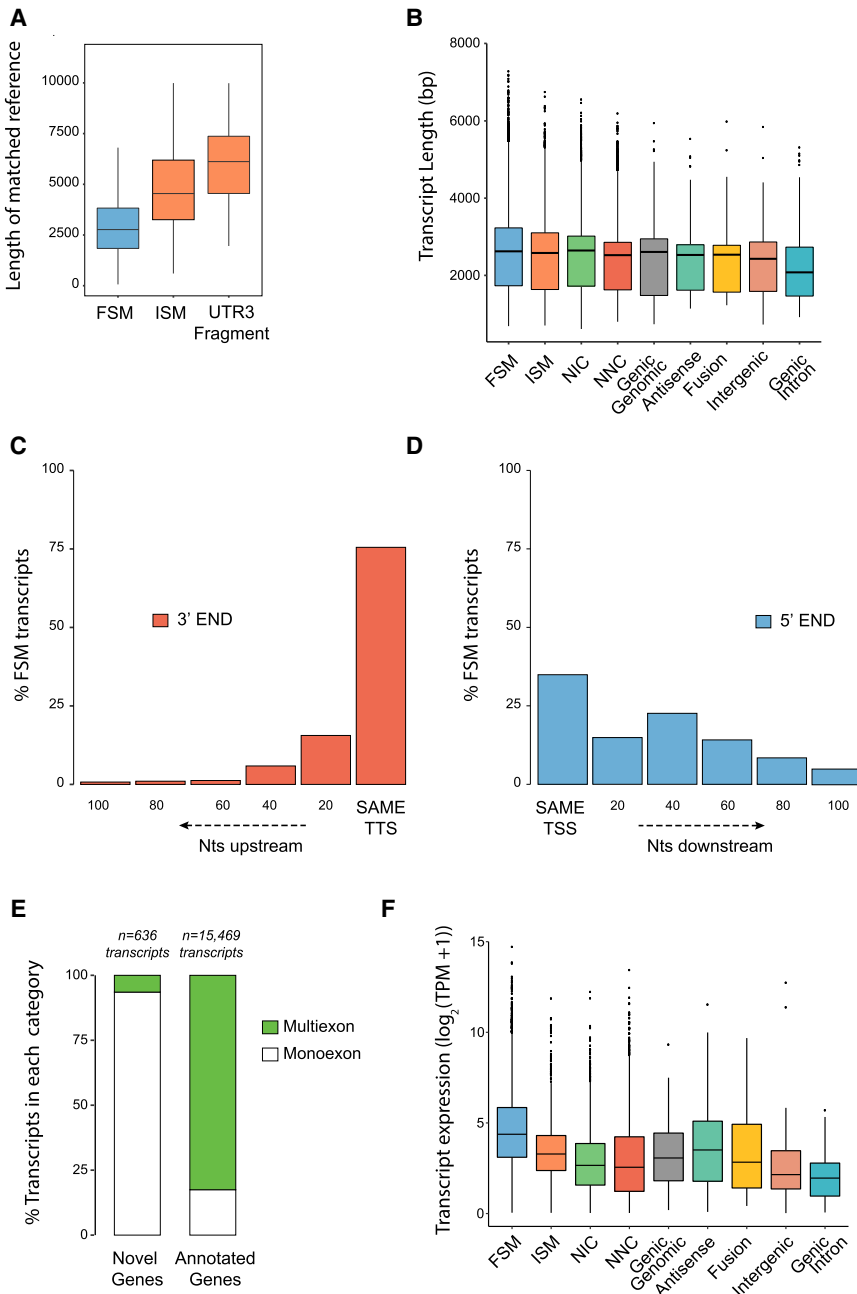 A
Length of matched reference
10000
7500
5000
2500
0
FSM
ISM
UTR3
Fragment
B
Transcript Length (bp)
8000
6000
4000
2000
FSM
ISM
NIC
NNC
Genic
Genomic
Antisense
Fusion
Intergenic
Genic
Intron
C
% FSM transcripts
100
75
50
25
0
3' END
100
80
60
40
20
SAME
TTS
Nts upstream
D
% FSM transcripts
100
75
50
25
0
5' END
SAME
TSS
20
40
60
80
100
Nts downstream
E
% Transcripts in each category
n=636
transcripts
n=15,469
transcripts
100
75
50
25
0
Multiexon
Monoexon
Novel
Genes
Annotated
Genes
F
Transcript expression (log2(TPM +1))
15
10
5
0
FSM
ISM
NIC
NNC
Genic
Genomic
Antisense
Fusion
Intergenic
Genic
Intron